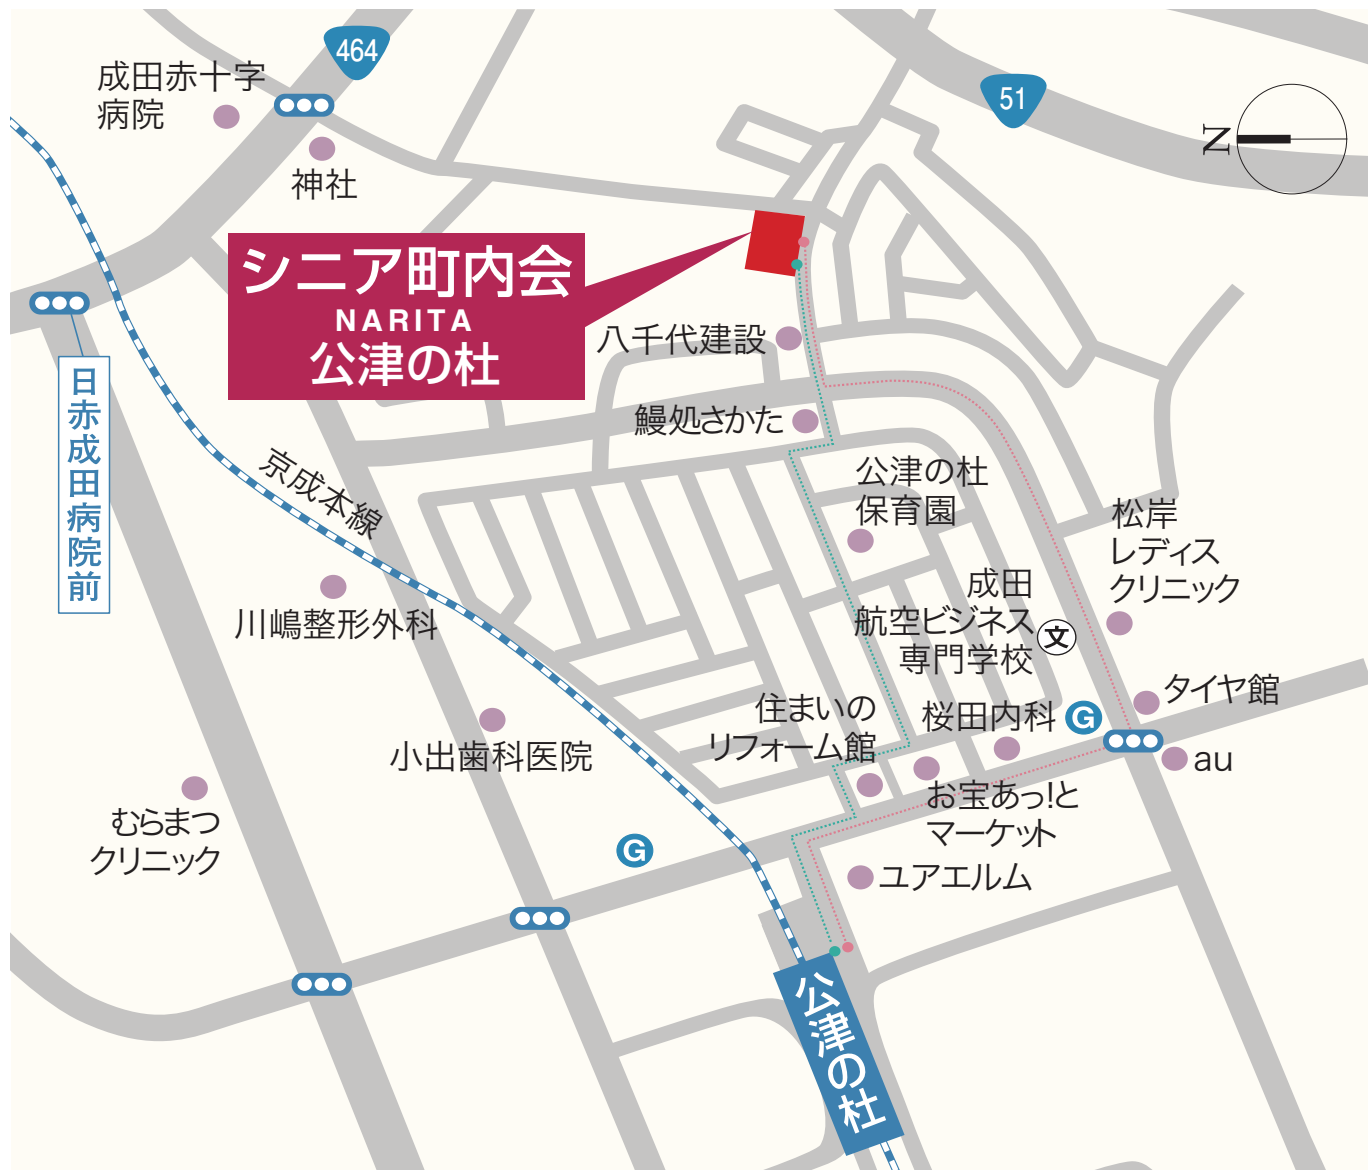 464
成田赤十字
病院
51
神社
N
シニア町内会
NARITA
公津の杜
八千代建設
日赤成田病院前
鰻処さかた
京成本線
公津の杜
保育園
松岸
レディス
クリニック
成田
航空ビジネス
専門学校
文
川嶋整形外科
タイヤ館
住まいの
リフォーム館
桜田内科
G
小出歯科医院
au
お宝あっ!と
マーケット
むらまつ
クリニック
G
ユアエルム
公津の杜